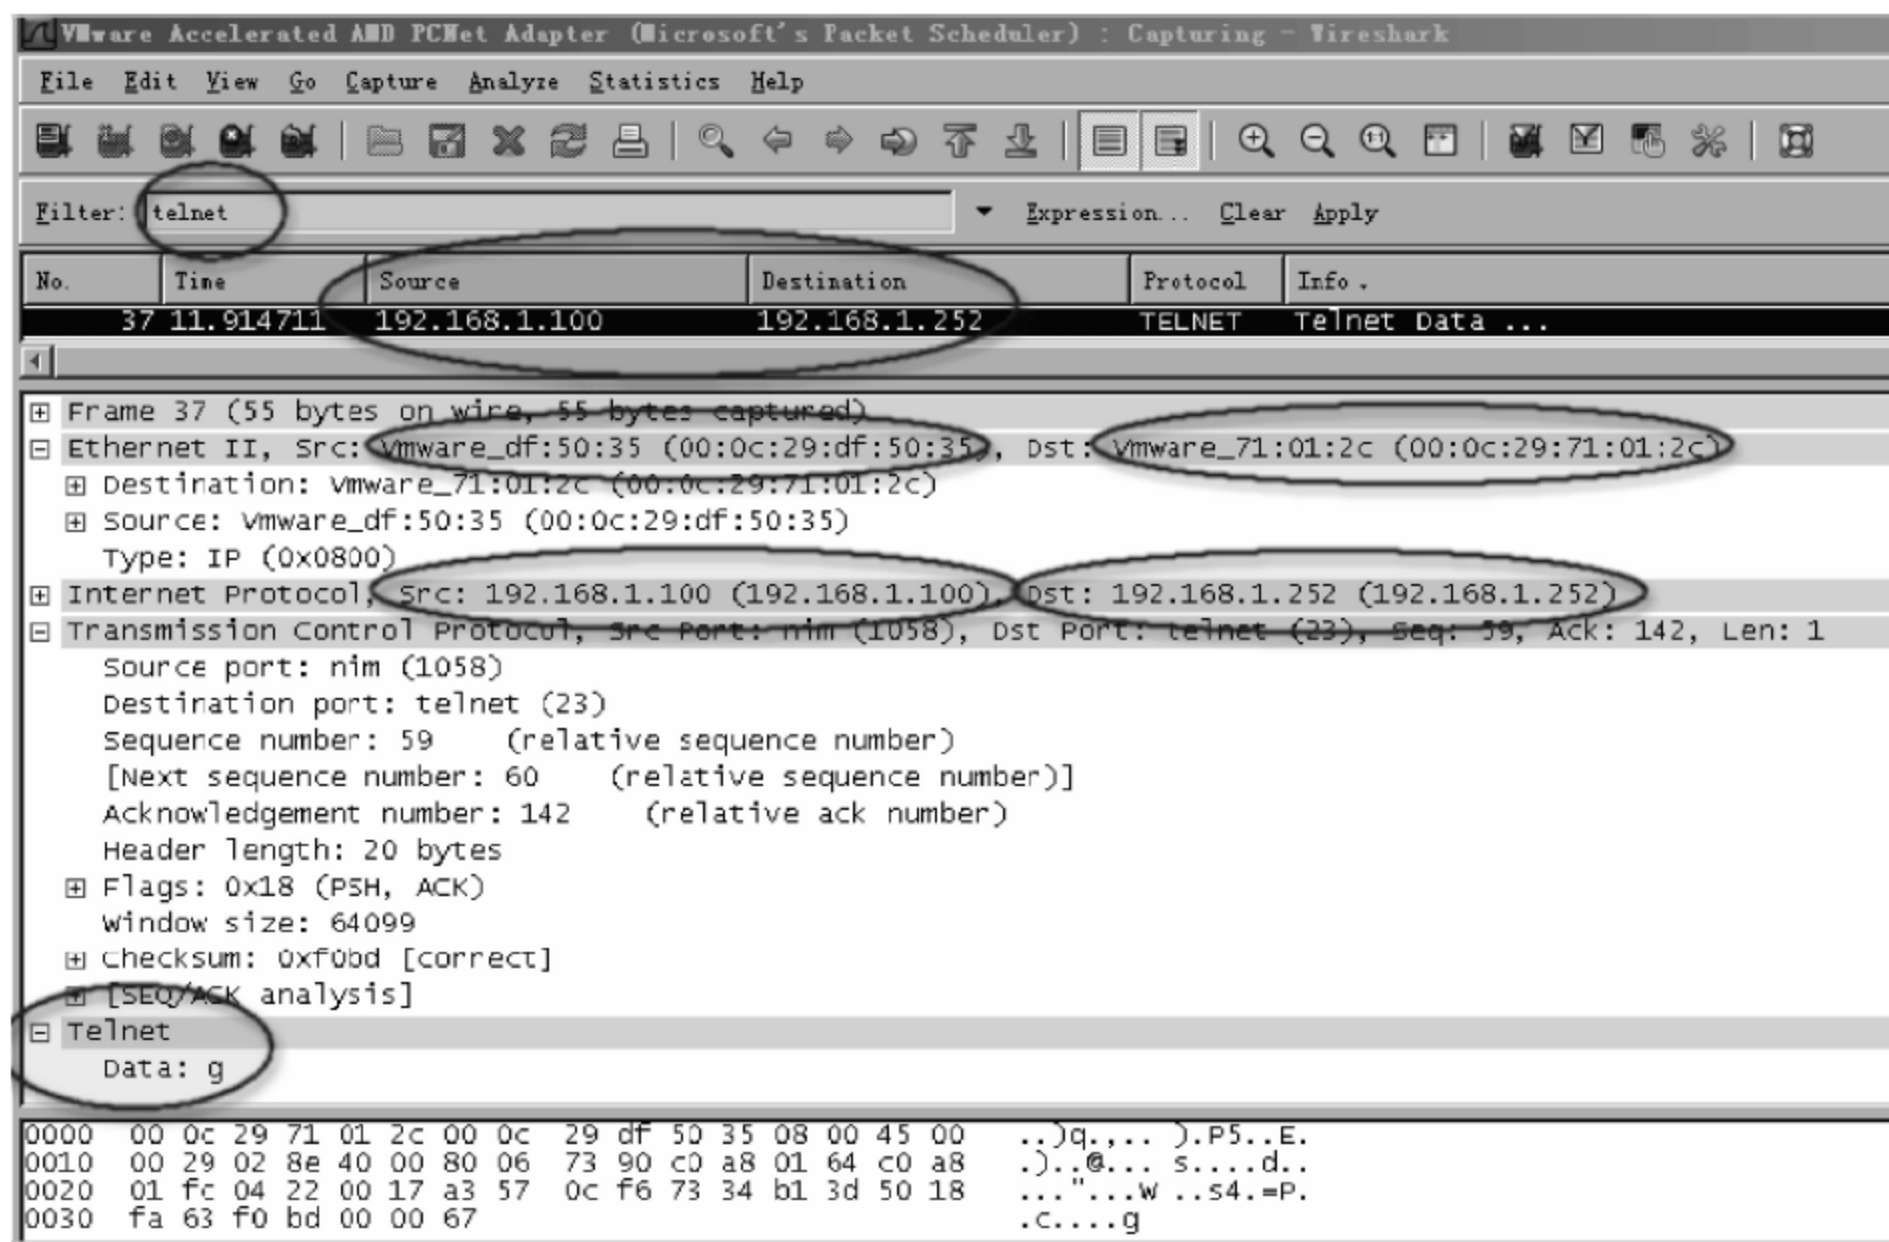 VMware Accelerated AMD PCNet Adapter (Microsoft's Packet Scheduler) : Capturing - Wireshark
File Edit View Go Capture Analyze Statistics Help
Filter: telnet Expression... Clear Apply
No. Time Source Destination Protocol Info .
37 11.914711 192.168.1.100 192.168.1.252 TELNET Telnet Data ...
Frame 37 (55 bytes on wire, 55 bytes captured)
Ethernet II, Src: Vmware_df:50:35 (00:0c:29:df:50:35), Dst: Vmware_71:01:2c (00:0c:29:71:01:2c)
Destination: Vmware_71:01:2c (00:0c:29:71:01:2c)
Source: Vmware_df:50:35 (00:0c:29:df:50:35)
Type: IP (0x0800)
Internet Protocol, Src: 192.168.1.100 (192.168.1.100), Dst: 192.168.1.252 (192.168.1.252)
Transmission Control Protocol, Src Port: nim (1058), Dst Port: telnet (23), Seq: 59, Ack: 142, Len: 1
Source port: nim (1058)
Destination port: telnet (23)
Sequence number: 59 (relative sequence number)
[Next sequence number: 60 (relative sequence number)]
Acknowledgement number: 142 (relative ack number)
Header length: 20 bytes
Flags: 0x18 (PSH, ACK)
Window size: 64099
Checksum: 0xf0bd [correct]
[SEQ/ACK analysis]
Telnet
Data: g
0000 00 0c 29 71 01 2c 00 0c 29 df 50 35 08 00 45 00 ..)q.,.. ).P5..E.
0010 00 29 02 8e 40 00 80 06 73 90 c0 a8 01 64 c0 a8 .)..@... s....d..
0020 01 fc 04 22 00 17 a3 57 0c f6 73 34 b1 3d 50 18 ..."...W ..s4.=P.
0030 fa 63 f0 bd 00 00 67 .c....g